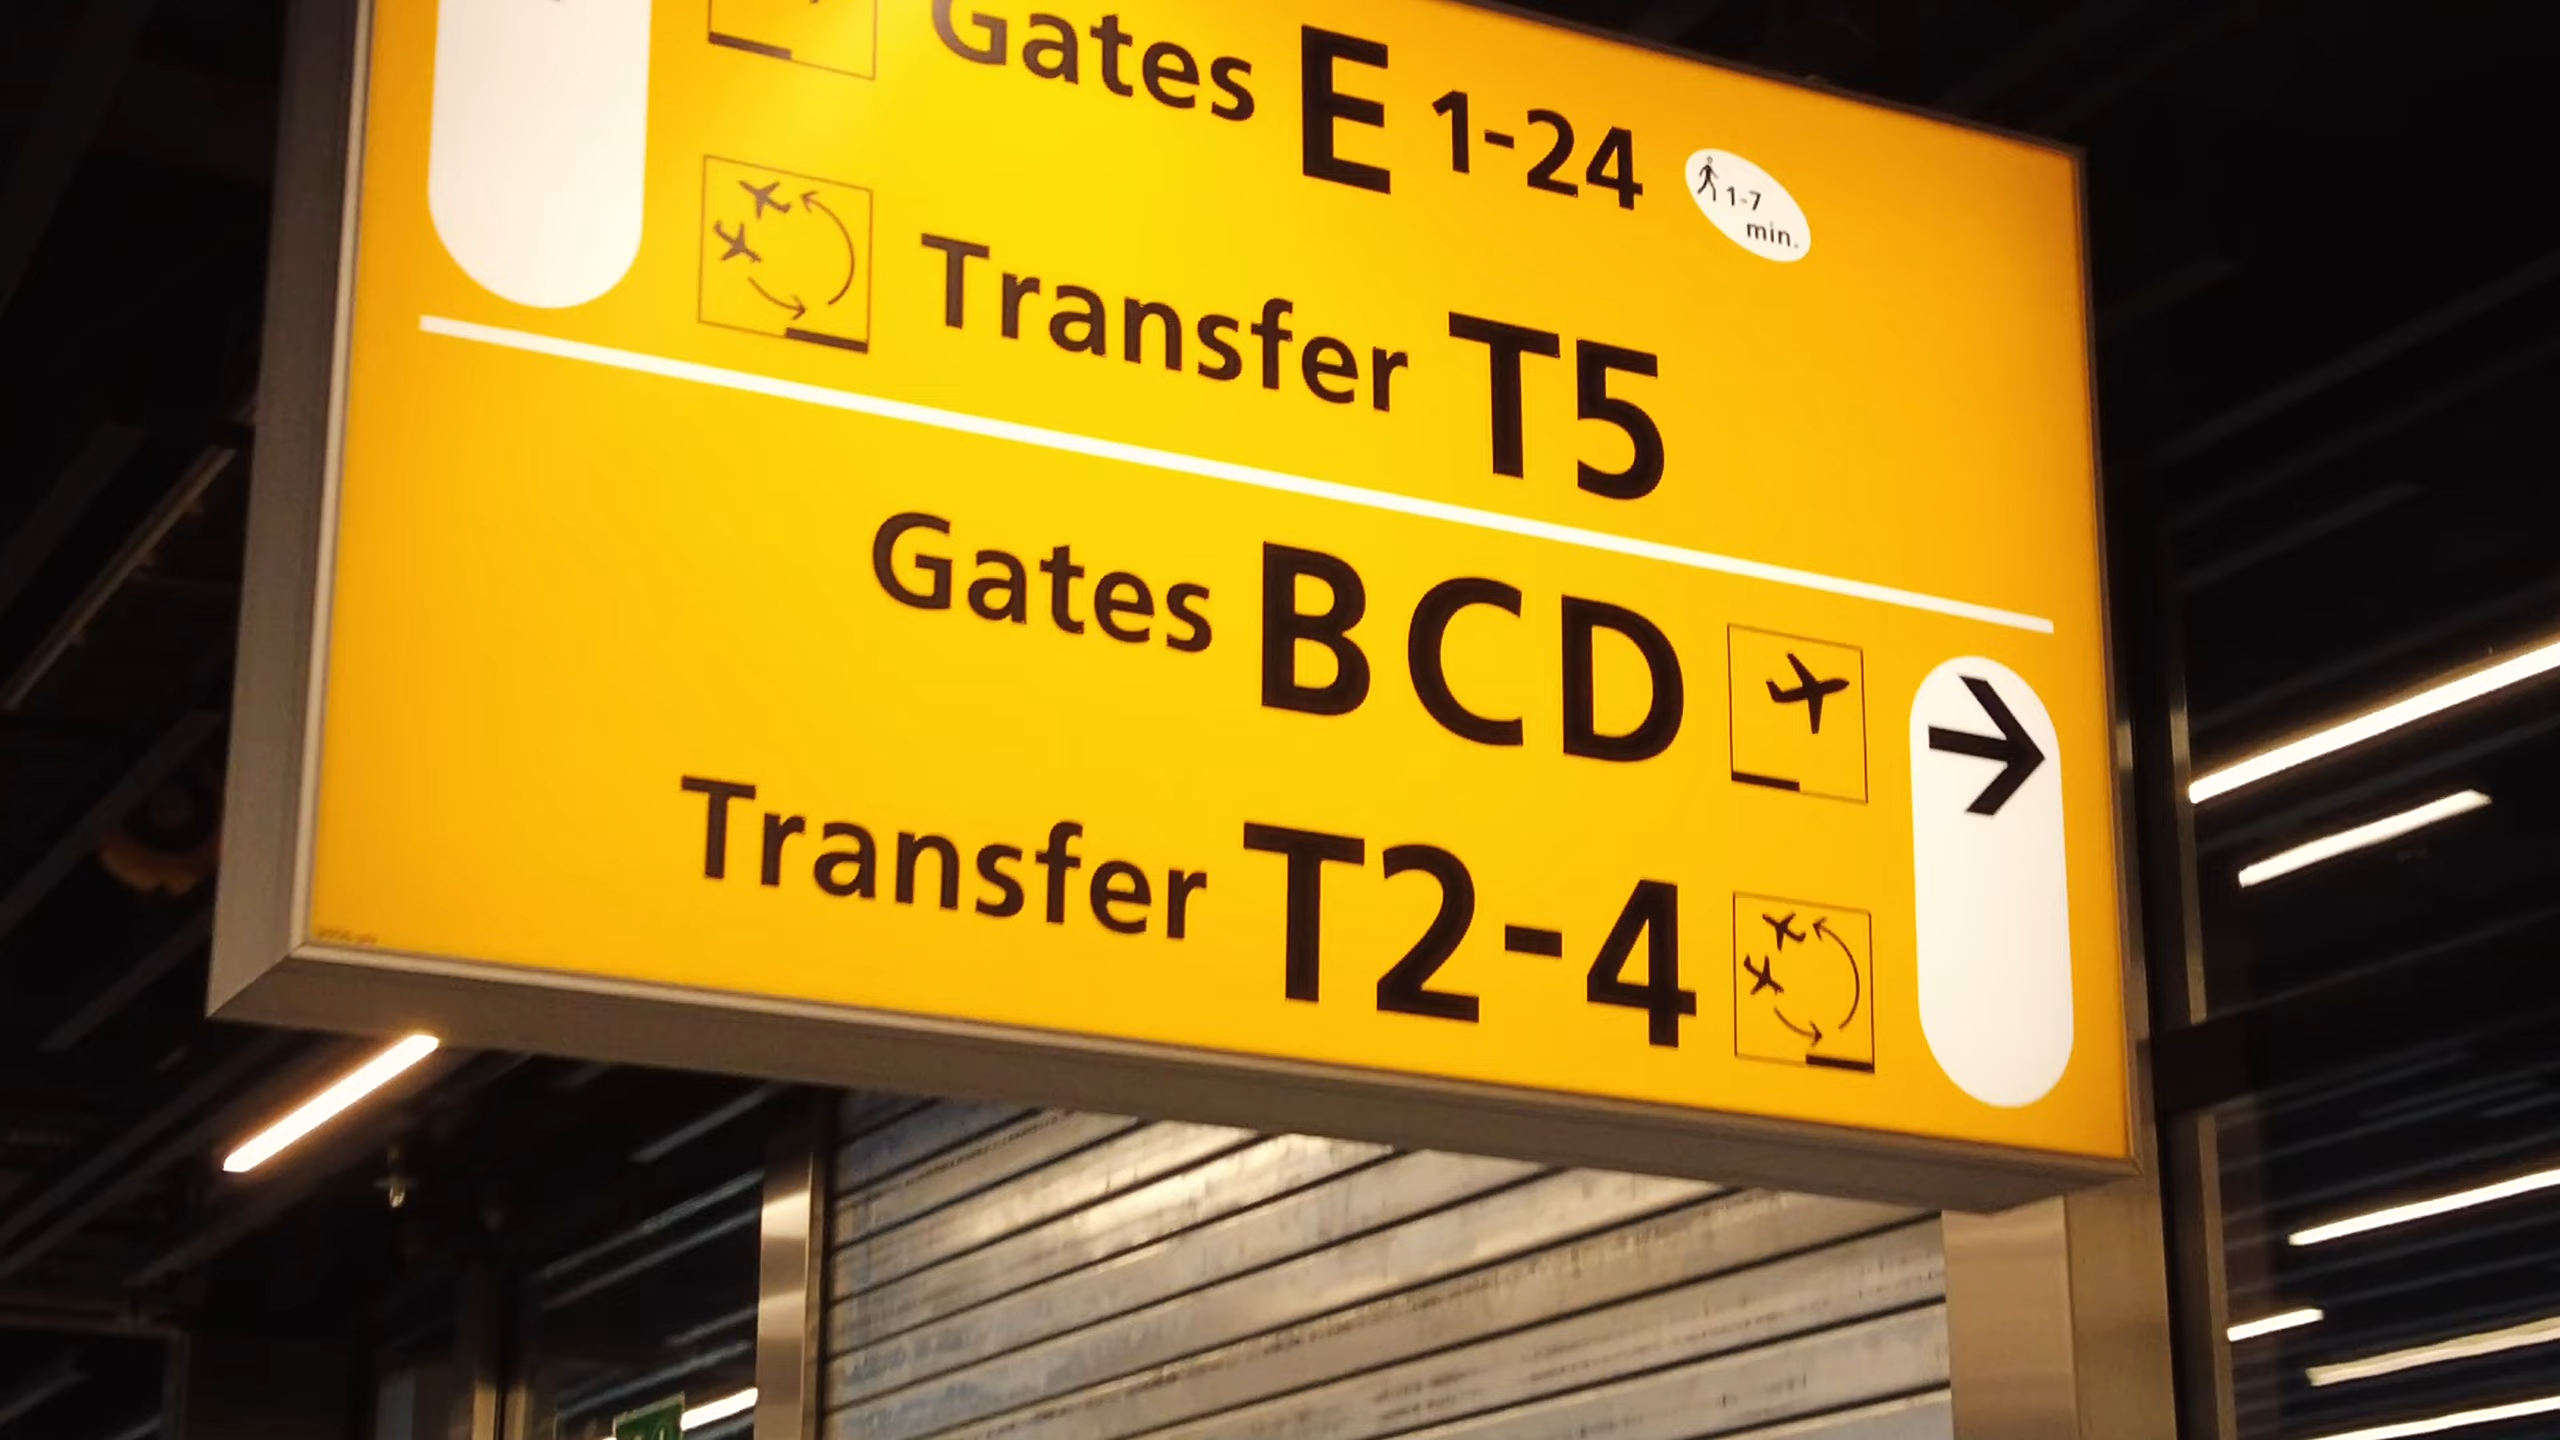 Gates E 1-24 1-7 min.
Transfer T5
Gates BCD
Transfer T2-4